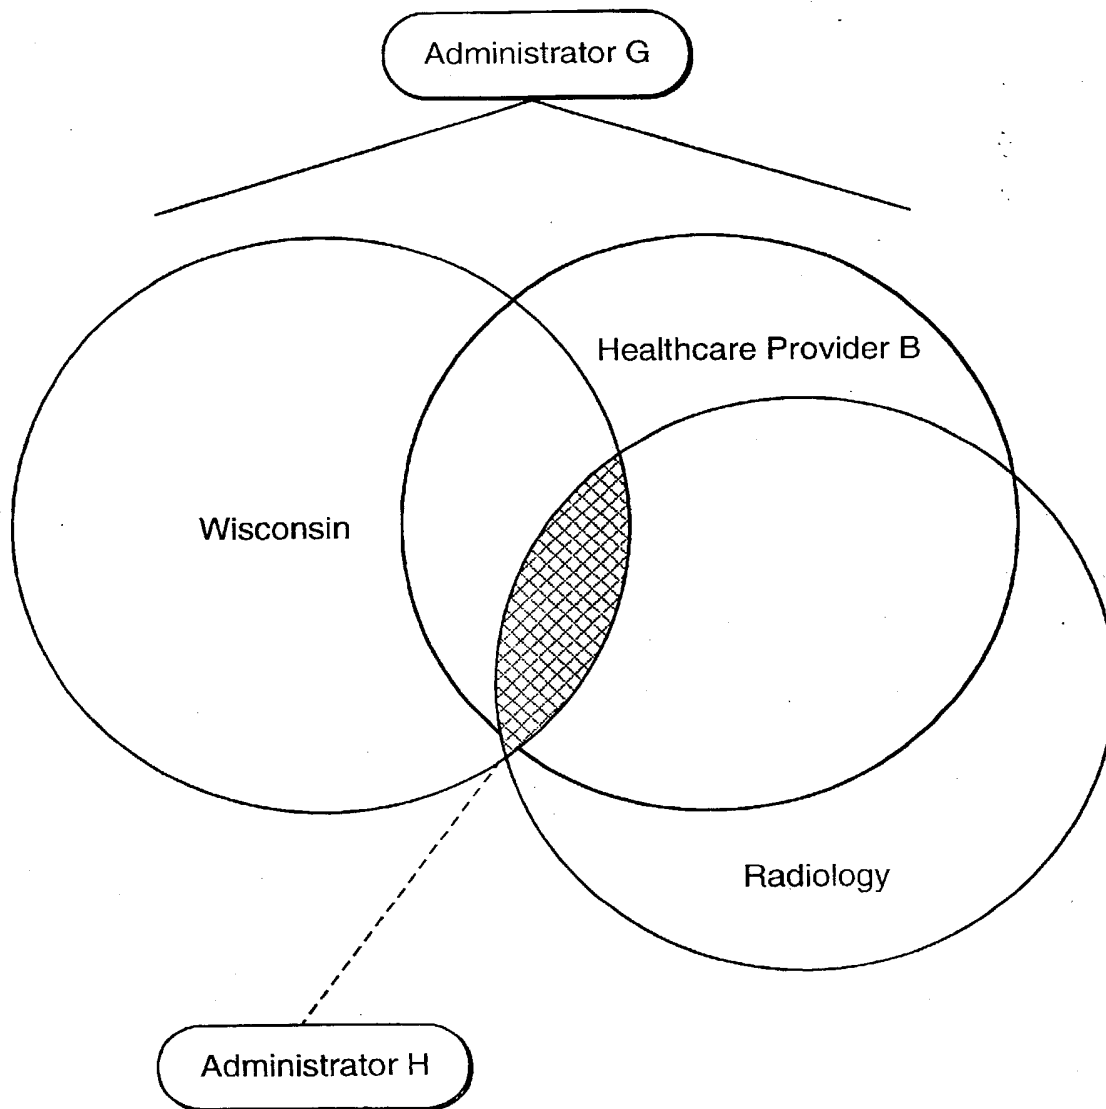 Administrator G
Healthcare Provider B
Wisconsin
Radiology
Administrator H